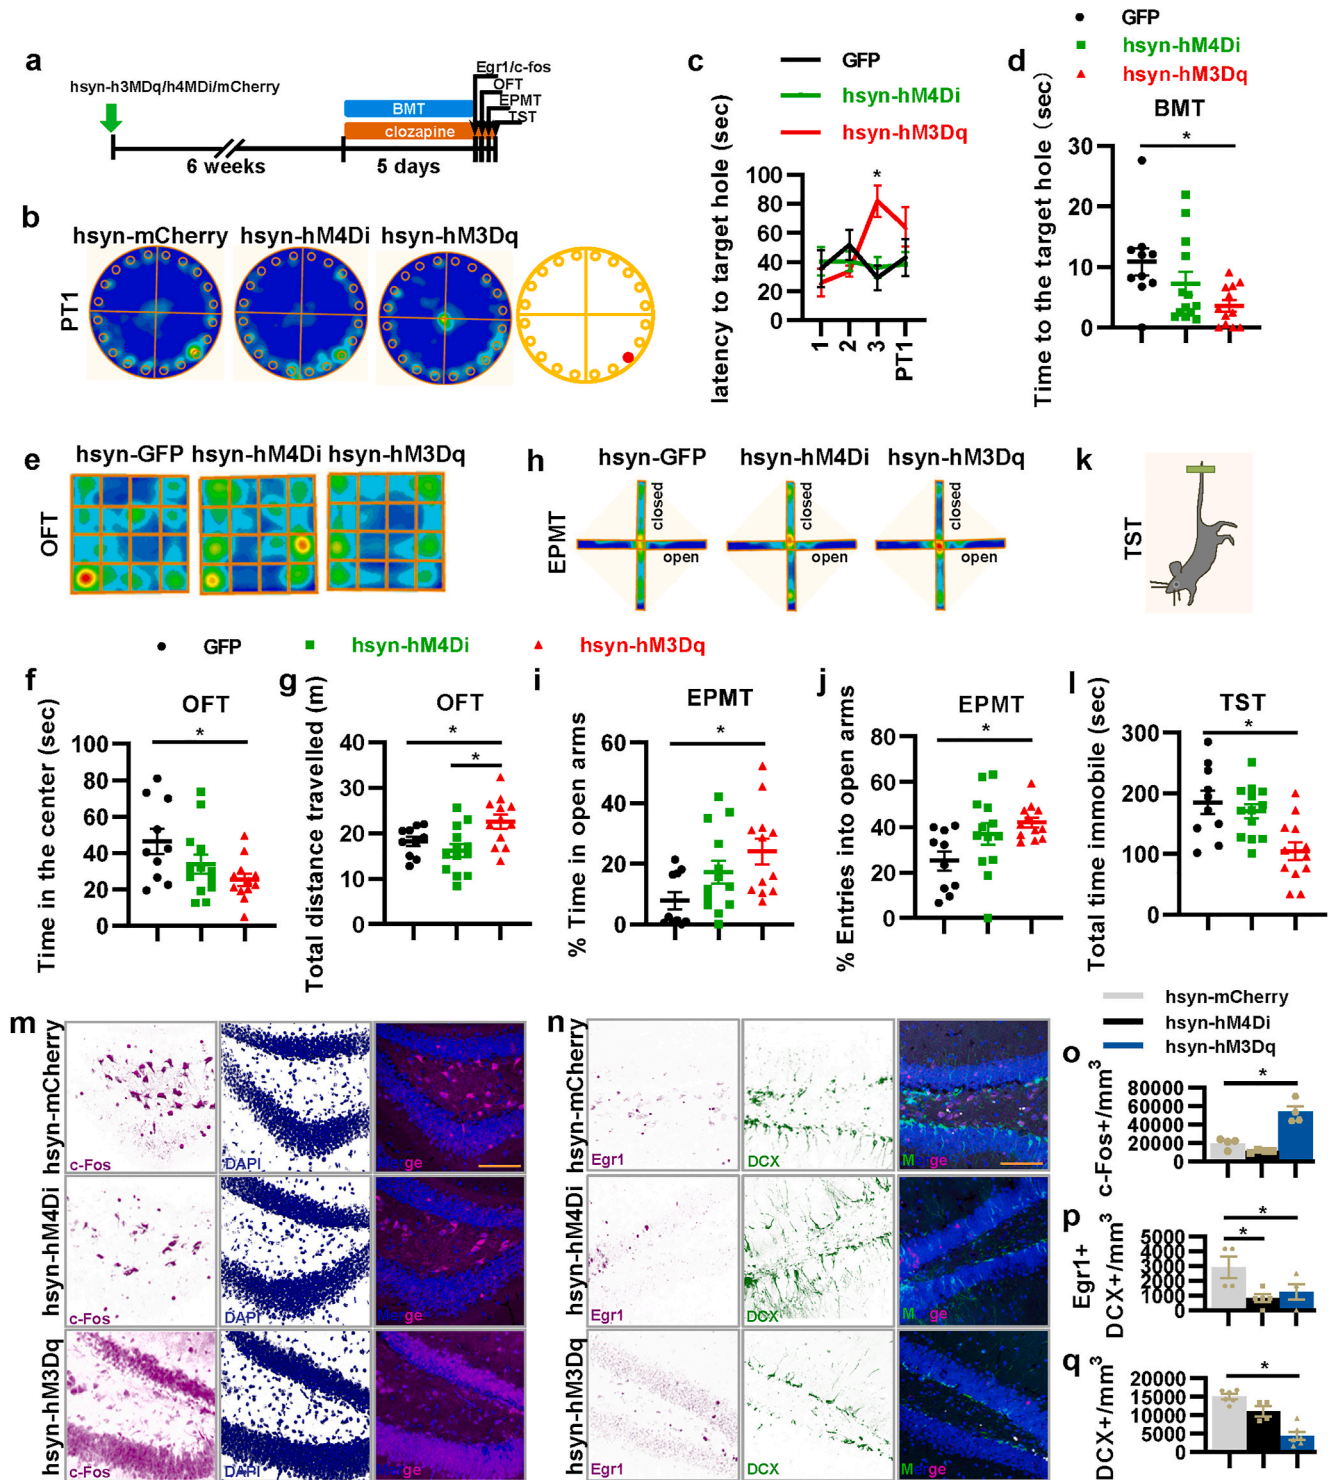 a
hsyn-h3MDq/h4MDi/mCherry
Egr1/c-fos
OFT
EPMT
TST
BMT
clozapine
6 weeks
5 days
b
hsyn-mCherry
hsyn-hM4Di
hsyn-hM3Dq
PT1
c
GFP
hsyn-hM4Di
hsyn-hM3Dq
latency to target hole (sec)
100
80
60
40
20
0
*
1
2
3
PT1
GFP
hsyn-hM4Di
hsyn-hM3Dq
d
BMT
Time to the target hole (sec)
30
20
10
0
*
e
hsyn-GFP
hsyn-hM4Di
hsyn-hM3Dq
OFT
h
hsyn-GFP
hsyn-hM4Di
hsyn-hM3Dq
EPMT
closed
open
closed
open
closed
open
k
TST
GFP
hsyn-hM4Di
hsyn-hM3Dq
f
OFT
Time in the center (sec)
100
80
60
40
20
0
*
g
OFT
Total distance travelled (m)
40
30
20
10
0
*
*
i
EPMT
% Time in open arms
60
40
20
0
*
j
EPMT
% Entries into open arms
80
60
40
20
0
*
l
TST
Total time immobile (sec)
300
200
100
0
*
m
hsyn-mCherry
c-Fos
DAPI
Merge
hsyn-hM4Di
c-Fos
DAPI
Merge
hsyn-hM3Dq
c-Fos
DAPI
Merge
n
hsyn-mCherry
Egr1
DCX
Merge
hsyn-hM4Di
Egr1
DCX
M ge
hsyn-hM3Dq
Egr1
DCX
Merge
hsyn-mCherry
hsyn-hM4Di
hsyn-hM3Dq
o
c-Fos+/mm³
80000
60000
40000
20000
0
*
p
Egr1+
DCX+/mm³
5000
4000
3000
2000
1000
0
*
*
q
DCX+/mm³
20000
15000
10000
5000
0
*